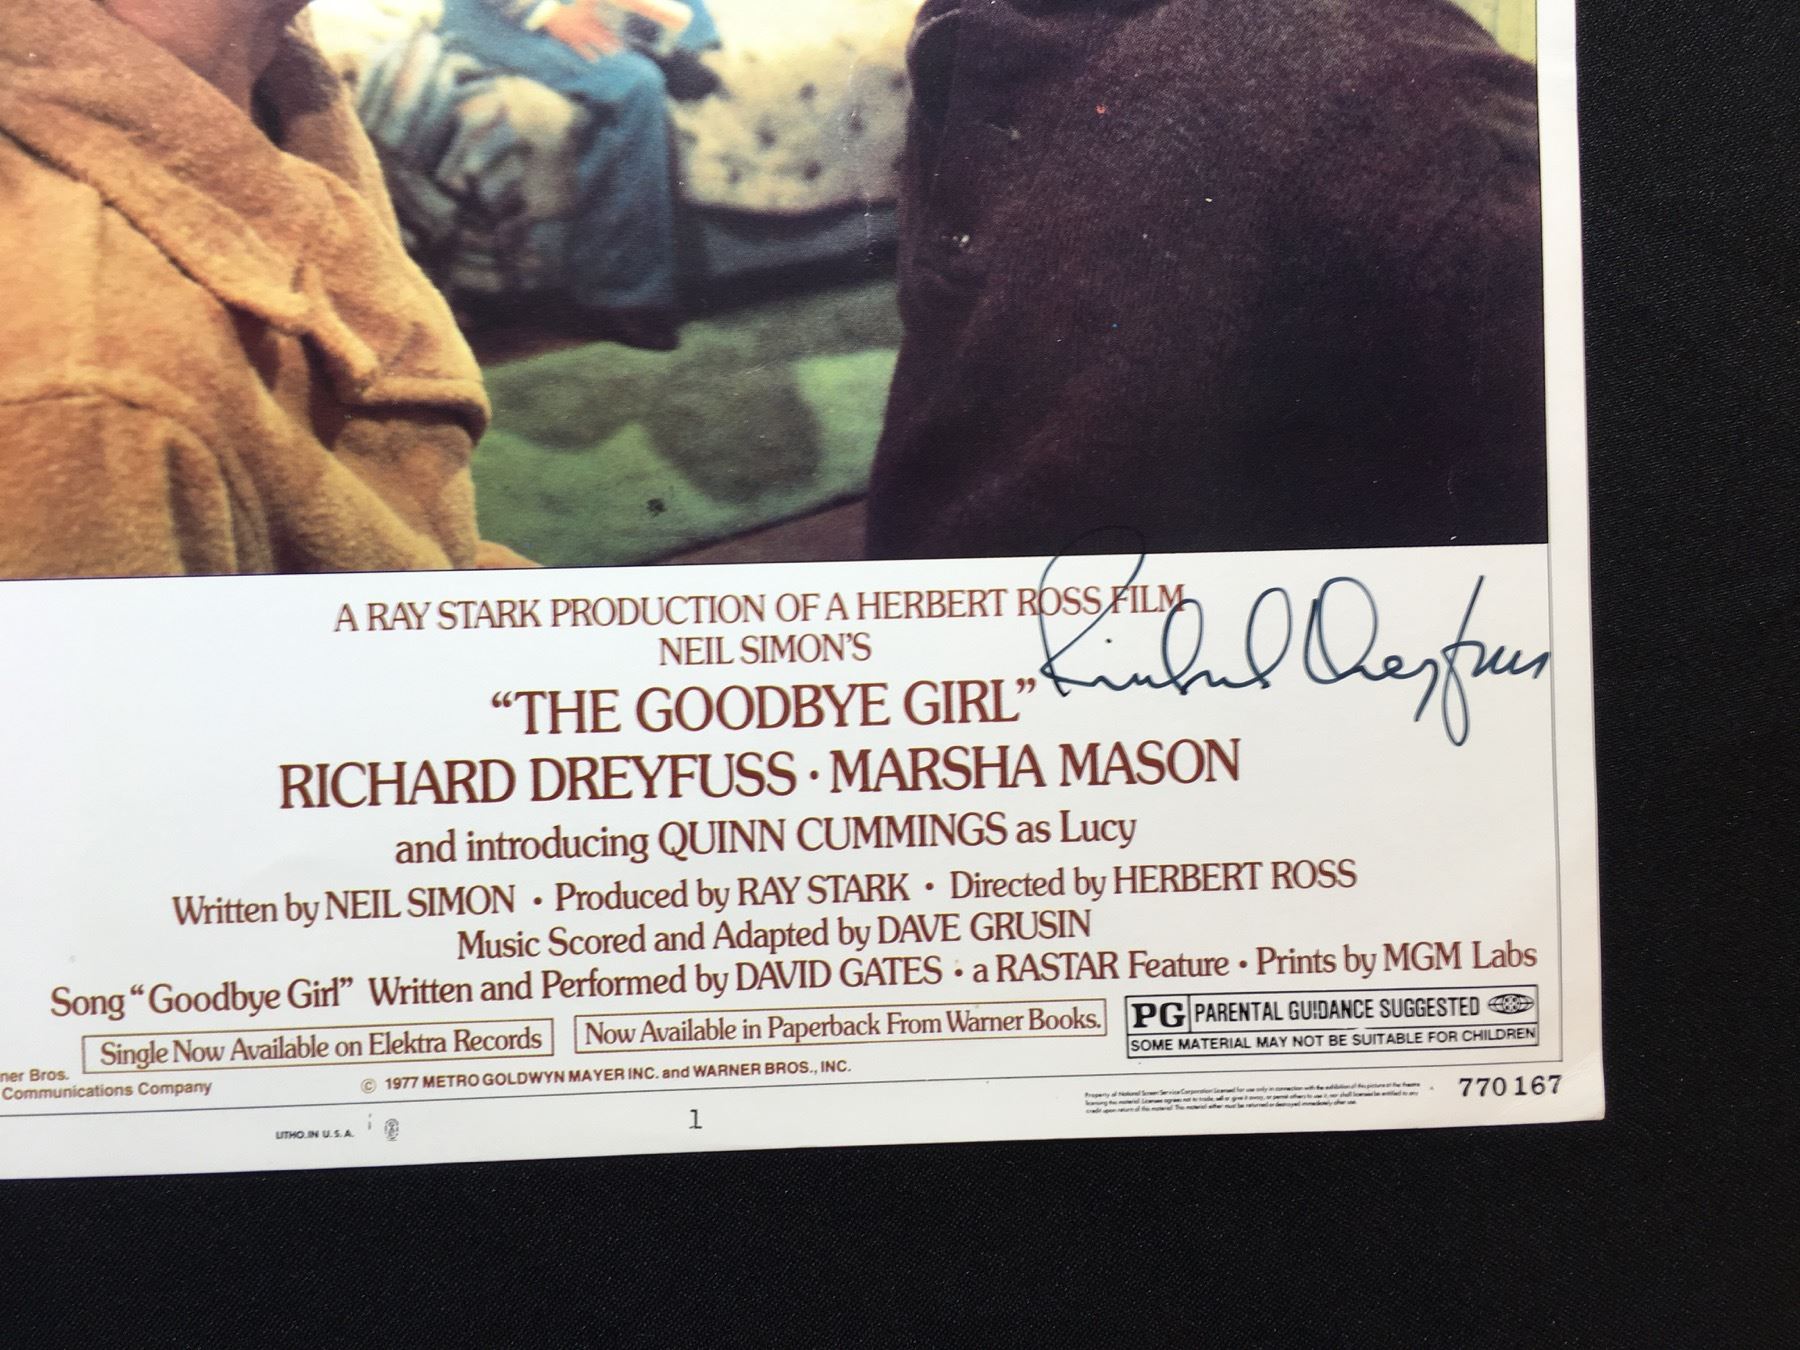 A RAY STARK PRODUCTION OF A HERBERT ROSS FILM
NEIL SIMON'S
“THE GOODBYE GIRL”
Richard Dreyfuss
RICHARD DREYFUSS · MARSHA MASON
and introducing QUINN CUMMINGS as Lucy
Written by NEIL SIMON · Produced by RAY STARK · Directed by HERBERT ROSS
Music Scored and Adapted by DAVE GRUSIN
Song “Goodbye Girl” Written and Performed by DAVID GATES · a RASTAR Feature · Prints by MGM Labs
Single Now Available on Elektra Records
Now Available in Paperback From Warner Books.
PG PARENTAL GUIDANCE SUGGESTED
SOME MATERIAL MAY NOT BE SUITABLE FOR CHILDREN
ner Bros.
Communications Company
© 1977 METRO GOLDWYN MAYER INC. and WARNER BROS., INC.
770167
LITHO. IN U.S.A.
1